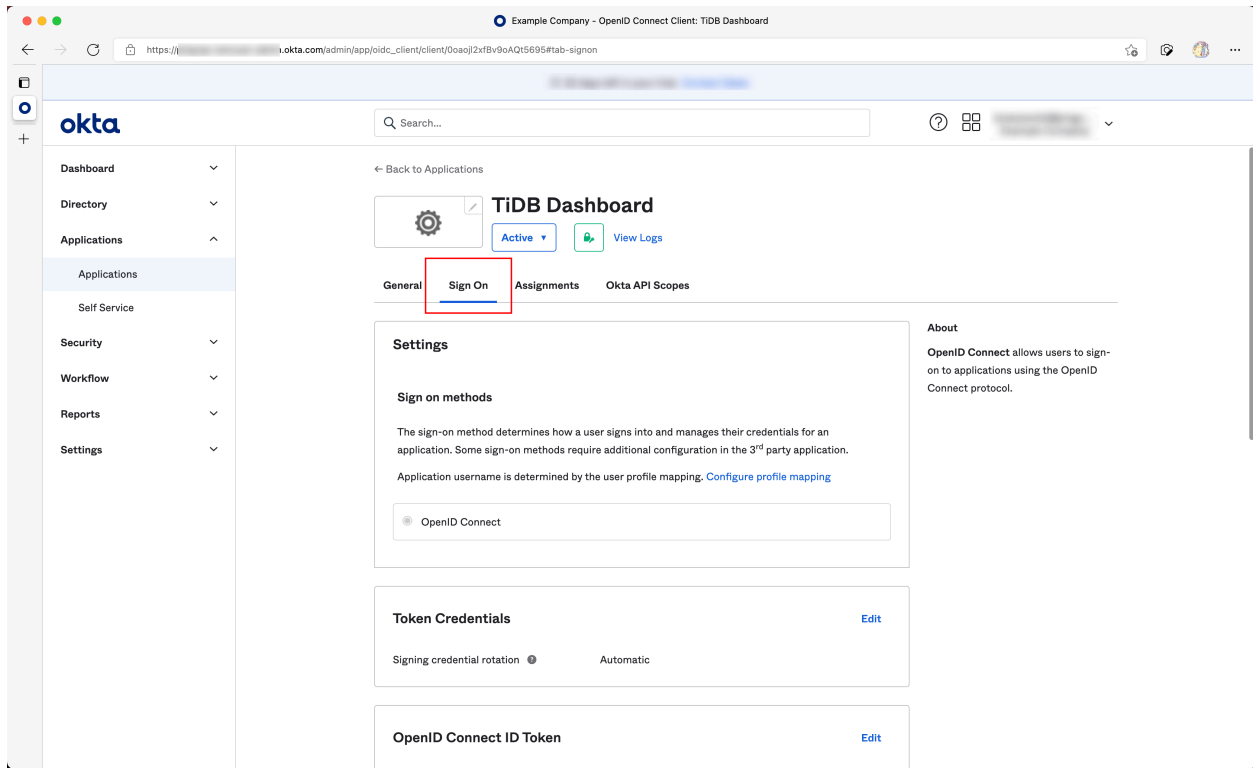 Example Company - OpenID Connect Client: TiDB Dashboard
https:// .okta.com/admin/app/oidc_client/client/0oaojl2xfBv9oAQt5695#tab-signon
okta
Search...
Dashboard
Directory
Applications
Applications
Self Service
Security
Workflow
Reports
Settings
← Back to Applications
TiDB Dashboard
Active ▼
View Logs
General
Sign On
Assignments
Okta API Scopes
Settings
Sign on methods
The sign-on method determines how a user signs into and manages their credentials for an
application. Some sign-on methods require additional configuration in the 3rd party application.
Application username is determined by the user profile mapping. Configure profile mapping
OpenID Connect
Token Credentials
Edit
Signing credential rotation
Automatic
OpenID Connect ID Token
Edit
About
OpenID Connect allows users to sign-
on to applications using the OpenID
Connect protocol.